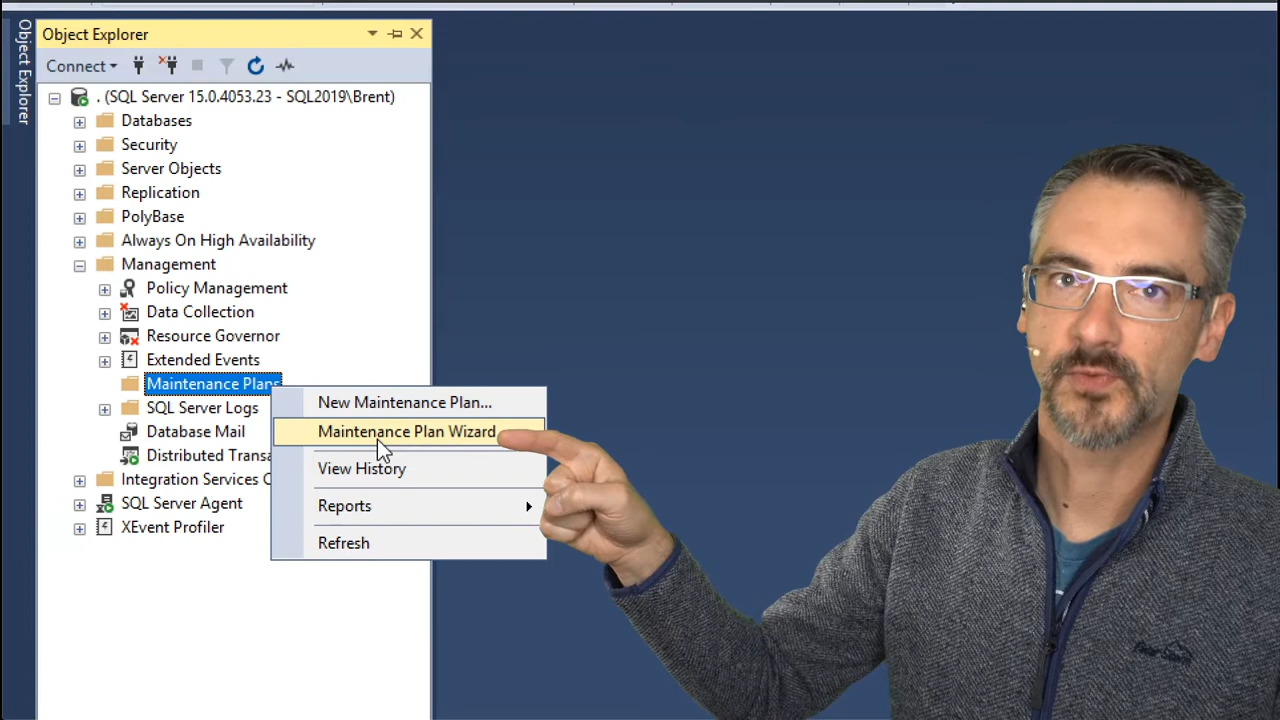 Object Explorer
Object Explorer
Connect
. (SQL Server 15.0.4053.23 - SQL2019\Brent)
Databases
Security
Server Objects
Replication
PolyBase
Always On High Availability
Management
Policy Management
Data Collection
Resource Governor
Extended Events
Maintenance Plans
SQL Server Logs
Database Mail
Distributed Transa
Integration Services C
SQL Server Agent
XEvent Profiler
New Maintenance Plan...
Maintenance Plan Wizard
View History
Reports
Refresh